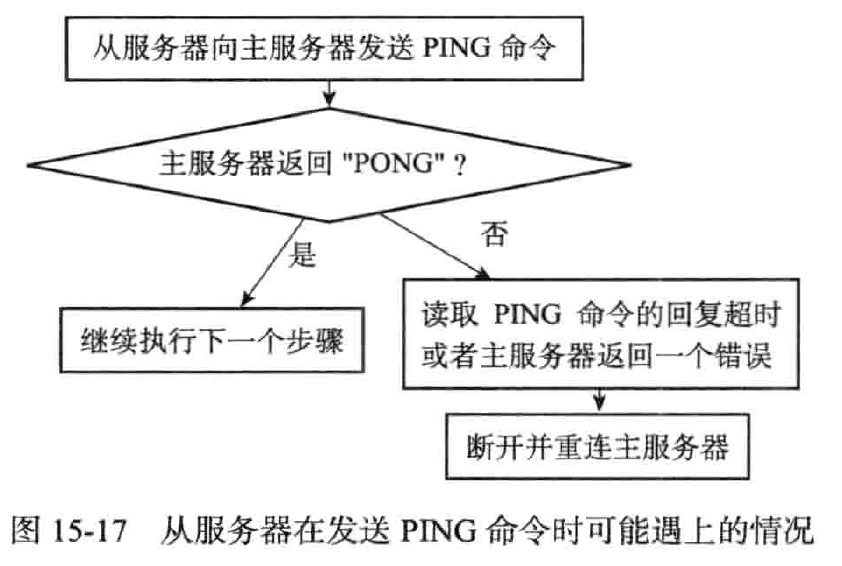 从服务器向主服务器发送 PING 命令
主服务器返回 "PONG"？
是
否
继续执行下一个步骤
读取 PING 命令的回复超时
或者主服务器返回一个错误
断开并重连主服务器
图 15-17 从服务器在发送 PING 命令时可能遇上的情况